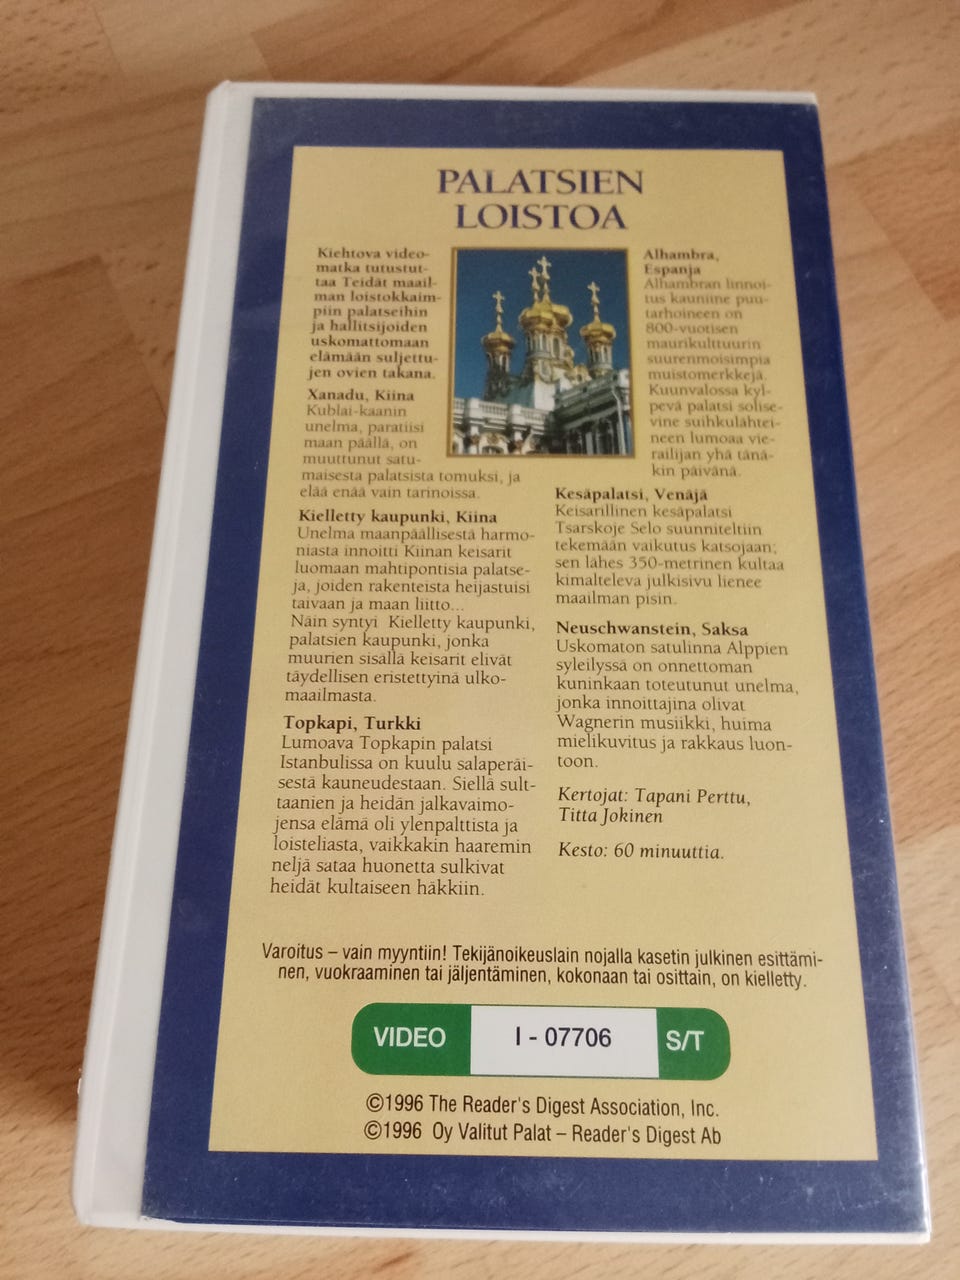 PALATSIEN
LOISTOA
Kiehtova video-
matka tutustut-
taa Teidät maail-
man loistokkaim-
piin palatseihin
ja hallitsijoiden
uskomattomaan
elämään suljettu-
jen ovien takana.
Xanadu, Kiina
Kublai-kaanin
unelma, paratiisi
maan päällä, on
muuttunut satu-
maisesta palatsista tomuksi, ja
elää enää vain tarinoissa.
Kielletty kaupunki, Kiina
Unelma maanpäällisestä harmo-
niasta innoitti Kiinan keisarit
luomaan mahtipontisia palatse-
ja, joiden rakenteista heijastuisi
taivaan ja maan liitto...
Näin syntyi Kielletty kaupunki,
palatsien kaupunki, jonka
muurien sisällä keisarit elivät
täydellisen eristettyinä ulko-
maailmasta.
Topkapi, Turkki
Lumoava Topkapin palatsi
Istanbulissa on kuulu salaperäi-
sestä kauneudestaan. Siellä sult-
taanien ja heidän jalkavaimo-
jensa elämä oli ylenpalttista ja
loisteliasta, vaikkakin haaremin
neljä sataa huonetta sulkivat
heidät kultaiseen häkkiin.
Alhambra,
Espanja
Alhambran linnoi-
tus kauniine puu-
tarhoineen on
800-vuotisen
maurikulttuurin
suurenmoisimpia
muistomerkkejä.
Kuunvalossa kyl-
pevä palatsi solise-
vine suihkulähtei-
neen lumoaa vie-
railijan yhä tänä-
kin päivänä.
Kesäpalatsi, Venäjä
Keisarillinen kesäpalatsi
Tsarskoje Selo suunniteltiin
tekemään vaikutus katsojaan;
sen lähes 350-metrinen kultaa
kimalteleva julkisivu lienee
maailman pisin.
Neuschwanstein, Saksa
Uskomaton satulinna Alppien
syleilyssä on onnettoman
kuninkaan toteutunut unelma,
jonka innoittajina olivat
Wagnerin musiikki, huima
mielikuvitus ja rakkaus luon-
toon.
Kertojat: Tapani Perttu,
Titta Jokinen
Kesto: 60 minuuttia.
Varoitus – vain myyntiin! Tekijänoikeuslain nojalla kasetin julkinen esittämi-
nen, vuokraaminen tai jäljentäminen, kokonaan tai osittain, on kielletty.
VIDEO I - 07706 S/T
©1996 The Reader's Digest Association, Inc.
©1996 Oy Valitut Palat – Reader's Digest Ab